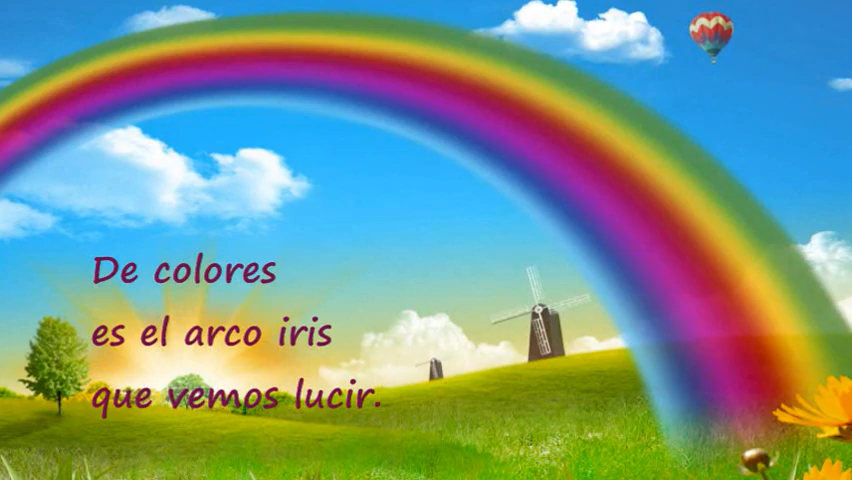 De colores
es el arco iris
que vemos lucir.